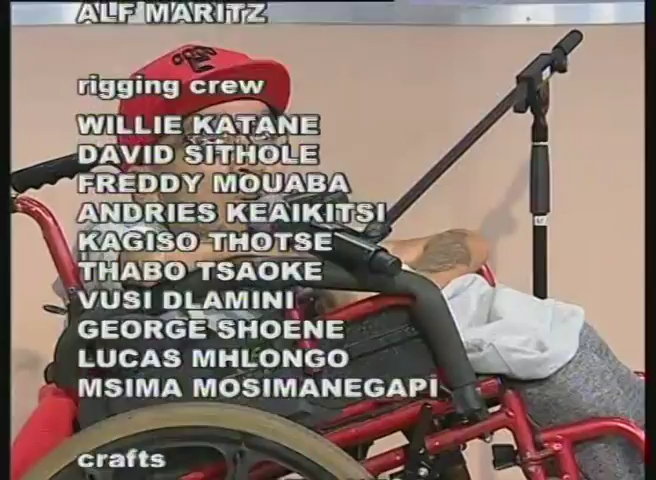 ALF MARITZ
rigging crew
WILLIE KATANE
DAVID SITHOLE
FREDDY MOUABA
ANDRIES KEAIKITSI
KAGISO THOTSE
THABO TSAOKE
VUSI DLAMINI
GEORGE SHOENE
LUCAS MHLONGO
MSIMA MOSIMANEGAPI
crafts